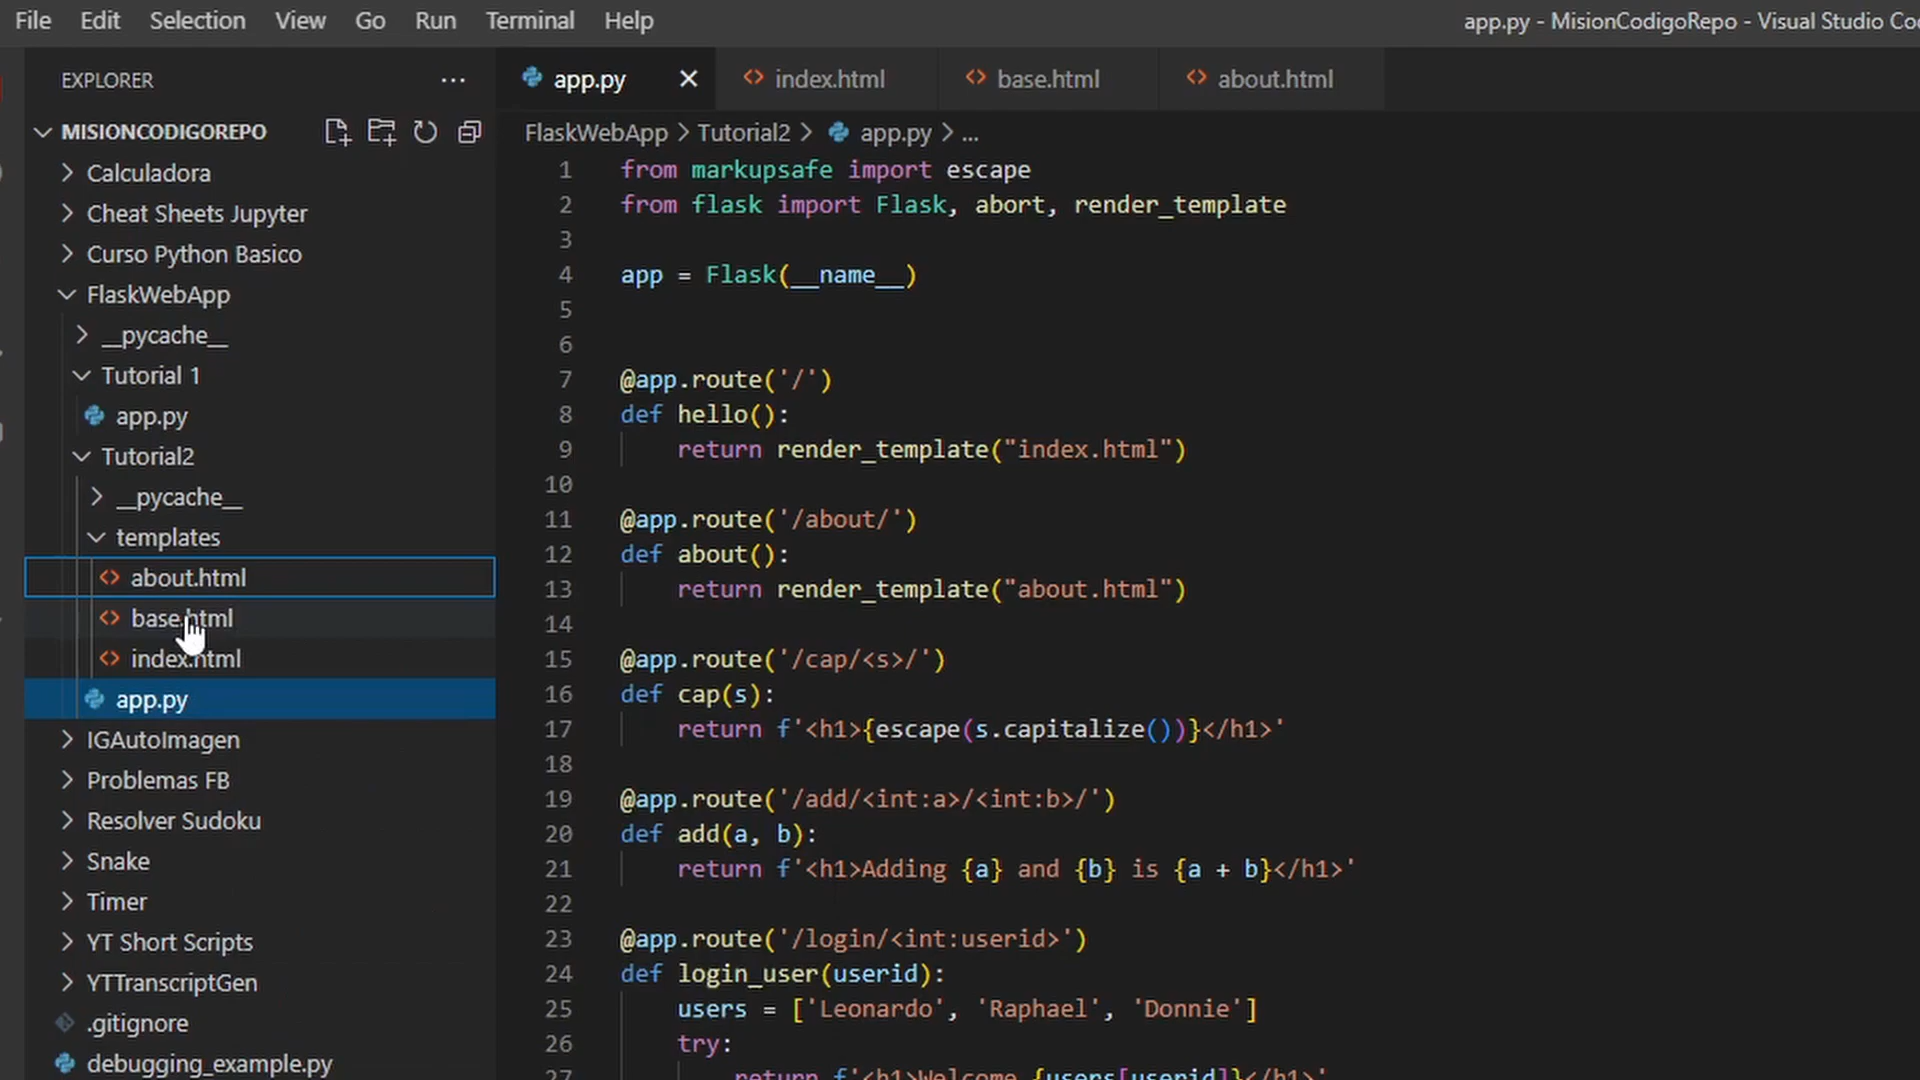 File Edit Selection View Go Run Terminal Help
app.py - MisionCodigoRepo - Visual Studio
EXPLORER ...
app.py
index.html
base.html
about.html
MISIONCODIGOREPO
FlaskWebApp > Tutorial2 > app.py > ...
Calculadora
Cheat Sheets Jupyter
Curso Python Basico
FlaskWebApp
__pycache__
Tutorial 1
app.py
Tutorial2
__pycache__
templates
about.html
base.html
index.html
app.py
IGAutoImagen
Problemas FB
Resolver Sudoku
Snake
Timer
YT Short Scripts
YTTranscriptGen
.gitignore
debugging_example.py
1 from markupsafe import escape
2 from flask import Flask, abort, render_template
3
4 app = Flask(__name__)
5
6
7 @app.route('/')
8 def hello():
9     return render_template("index.html")
10
11 @app.route('/about/')
12 def about():
13     return render_template("about.html")
14
15 @app.route('/cap/<s>/')
16 def cap(s):
17     return f'<h1>{escape(s.capitalize())}</h1>'
18
19 @app.route('/add/<int:a>/<int:b>/')
20 def add(a, b):
21     return f'<h1>Adding {a} and {b} is {a + b}</h1>'
22
23 @app.route('/login/<int:userid>')
24 def login_user(userid):
25     users = ['Leonardo', 'Raphael', 'Donnie']
26     try:
27         return f'<h1>Welcome {users[userid]}</h1>'